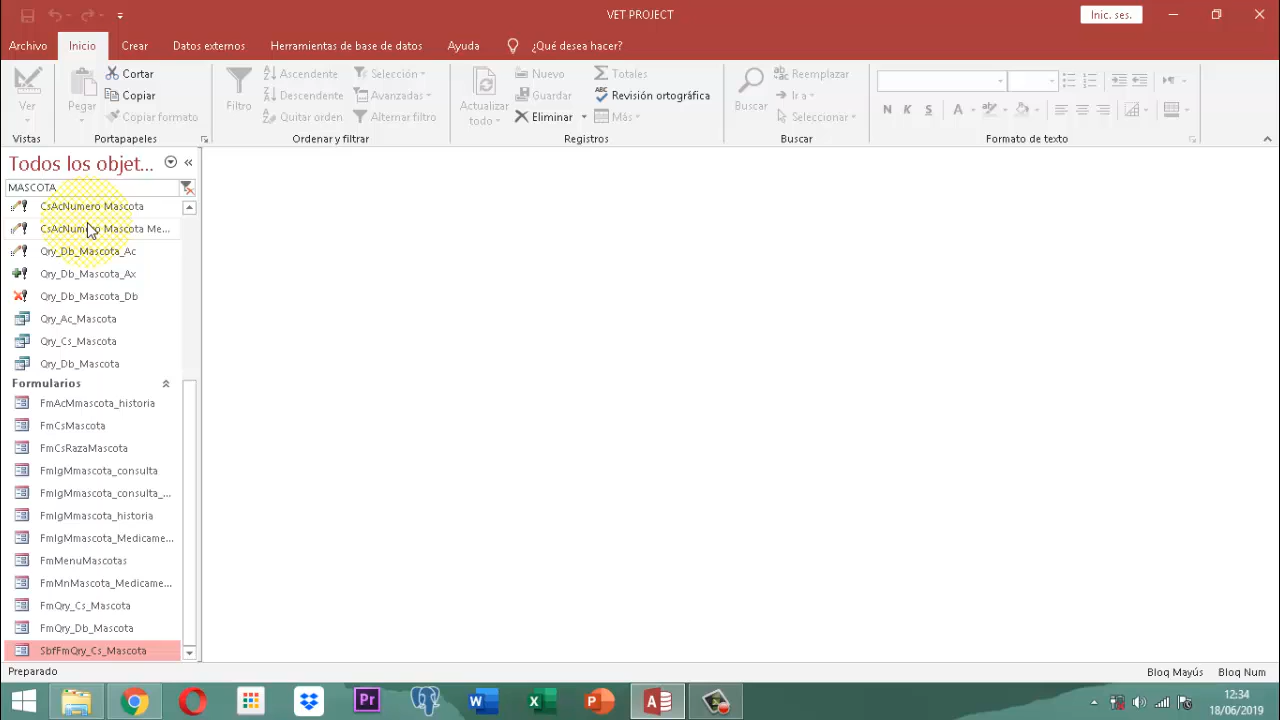 VET PROJECT
Inic. ses.
Archivo
Inicio
Crear
Datos externos
Herramientas de base de datos
Ayuda
¿Qué desea hacer?
Ver
Pegar
Cortar
Copiar
Copiar formato
Filtro
Ascendente
Descendente
Quitar orden
Selección
Avanzadas
Alternar filtro
Actualizar todo
Nuevo
Guardar
Eliminar
Totales
Revisión ortográfica
Más
Buscar
Reemplazar
Ir a
Seleccionar
N K S A
Vistas
Portapapeles
Ordenar y filtrar
Registros
Buscar
Formato de texto
Todos los objet...
MASCOTA
CsAcNumero Mascota
CsAcNumero Mascota Me...
Qry_Db_Mascota_Ac
Qry_Db_Mascota_Ax
Qry_Db_Mascota_Db
Qry_Ac_Mascota
Qry_Cs_Mascota
Qry_Db_Mascota
Formularios
FmAcMmascota_historia
FmCsMascota
FmCsRazaMascota
FmIgMmascota_consulta
FmIgMmascota_consulta_...
FmIgMmascota_historia
FmIgMmascota_Medicame...
FmMenuMascotas
FmMnMascota_Medicame...
FmQry_Cs_Mascota
FmQry_Db_Mascota
SbfFmQry_Cs_Mascota
Preparado
Bloq Mayús
Bloq Num
12:34
18/06/2019